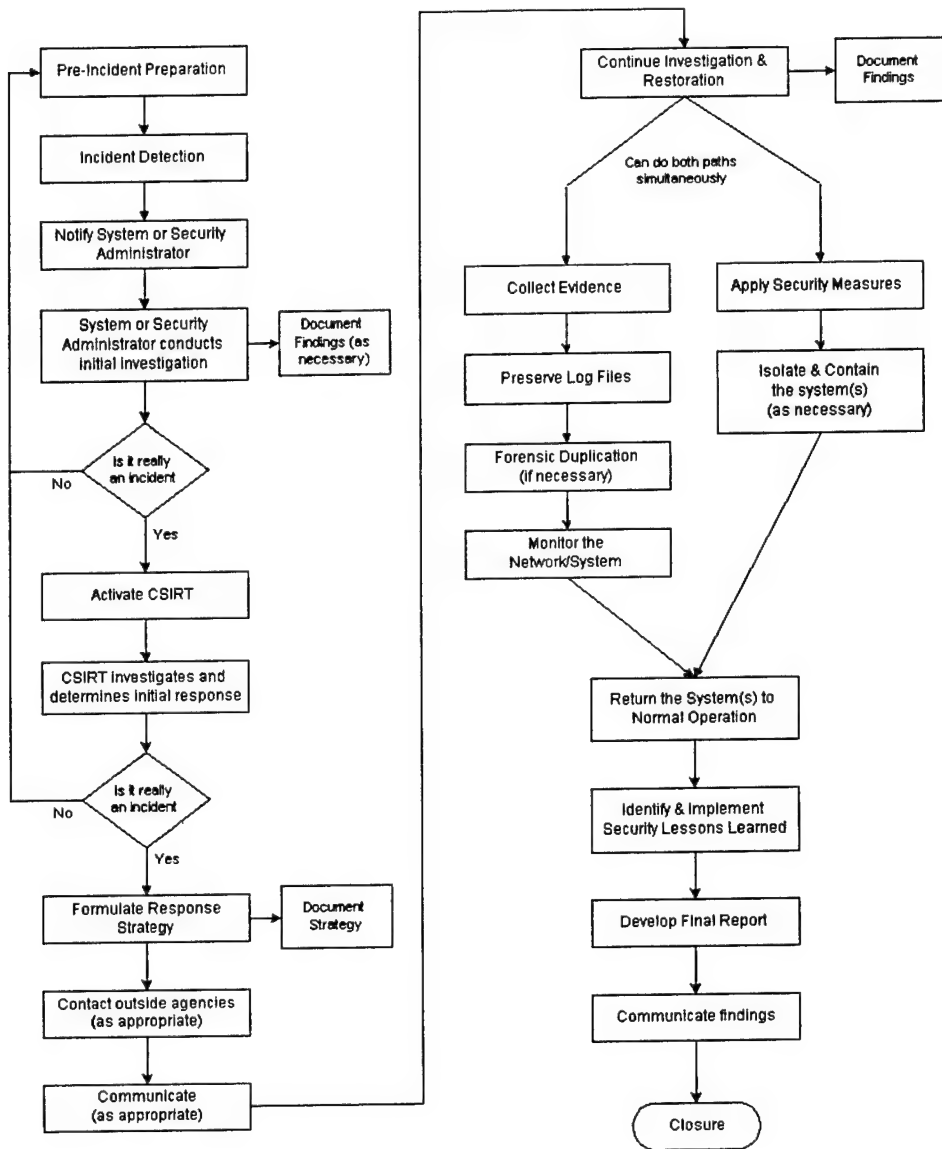 Pre-Incident Preparation
Incident Detection
Notify System or Security
Administrator
System or Security
Administrator conducts
initial investigation
Document
Findings (as
necessary)
Is it really
an incident
No
Yes
Activate CSIRT
CSIRT investigates and
determines initial response
Is it really
an incident
No
Yes
Formulate Response
Strategy
Document
Strategy
Contact outside agencies
(as appropriate)
Communicate
(as appropriate)
Continue Investigation &
Restoration
Document
Findings
Can do both paths
simultaneously
Collect Evidence
Preserve Log Files
Forensic Duplication
(if necessary)
Monitor the
Network/System
Apply Security Measures
Isolate & Contain
the system(s)
(as necessary)
Return the System(s) to
Normal Operation
Identify & Implement
Security Lessons Learned
Develop Final Report
Communicate findings
Closure